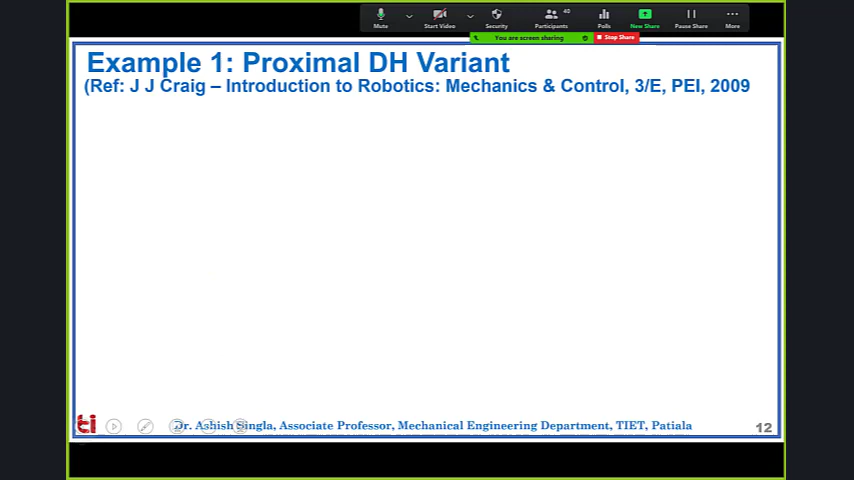 40
Mute
Start Video
Security
Participants
Polls
New Share
Pause Share
More
You are screen sharing
Stop Share
Example 1: Proximal DH Variant
(Ref: J J Craig – Introduction to Robotics: Mechanics & Control, 3/E, PEI, 2009
ti
Dr. Ashish Singla, Associate Professor, Mechanical Engineering Department, TIET, Patiala
12